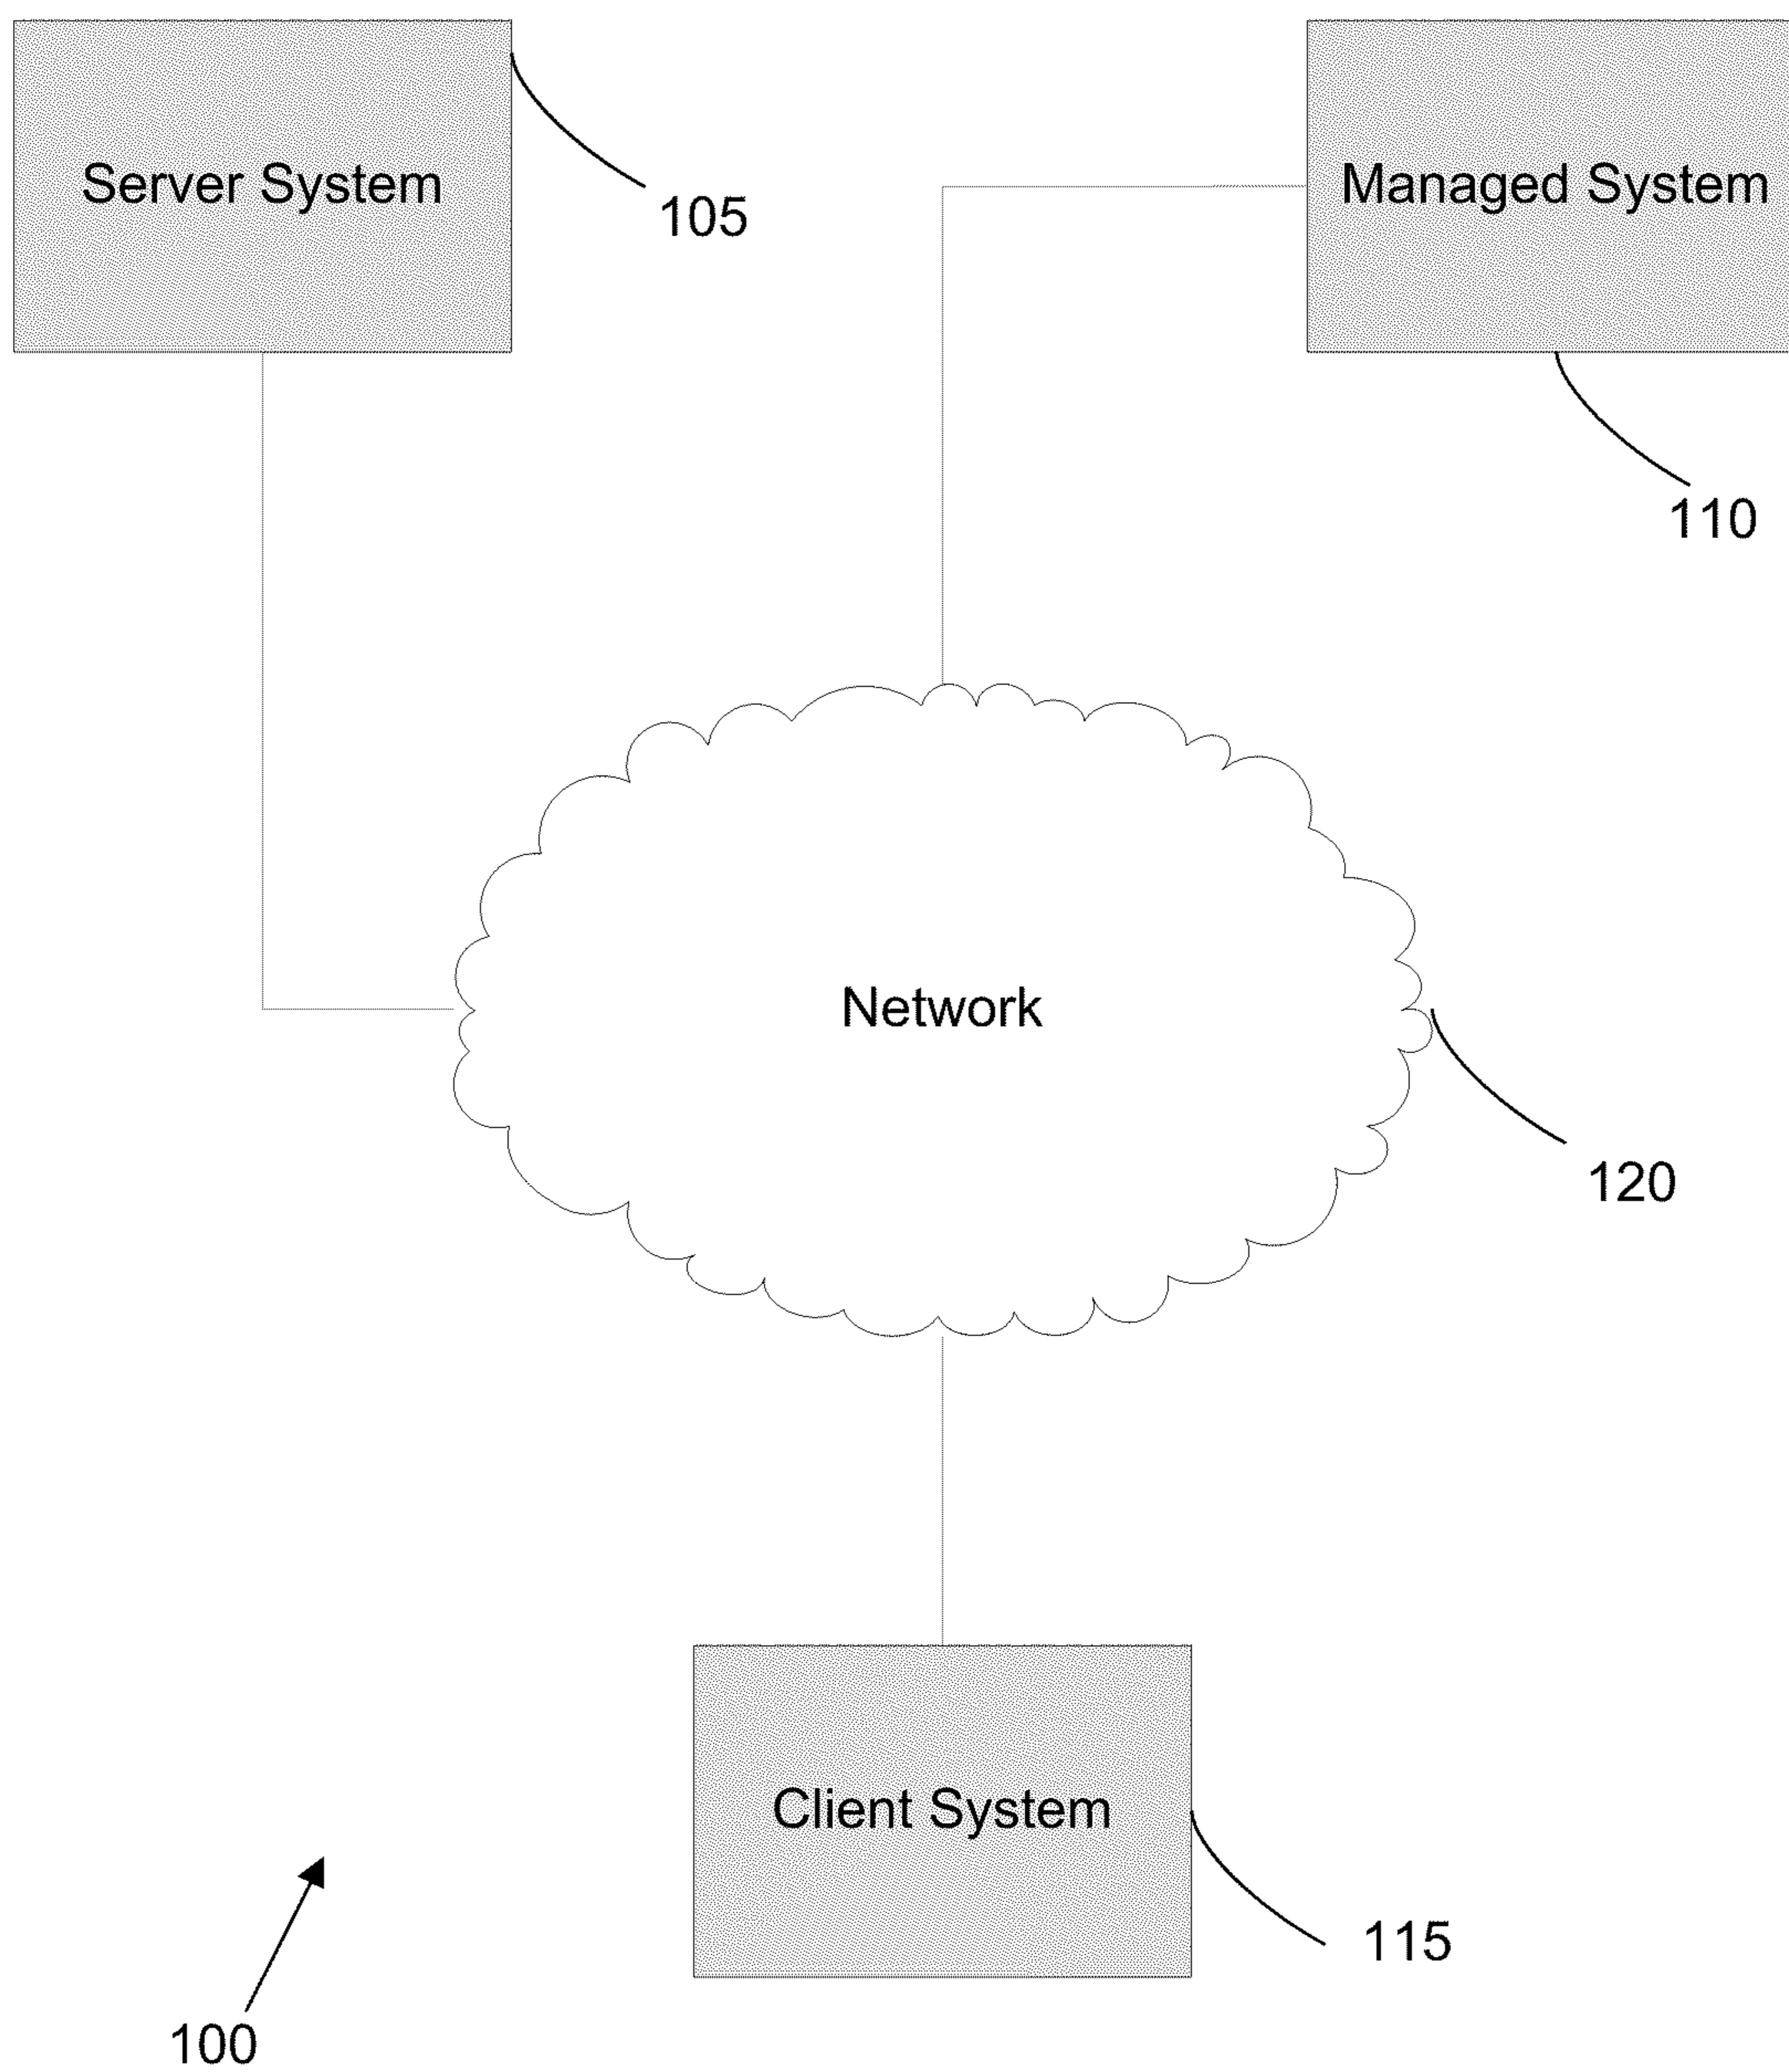 Server System
Managed System
105
110
Network
120
Client System
115
100